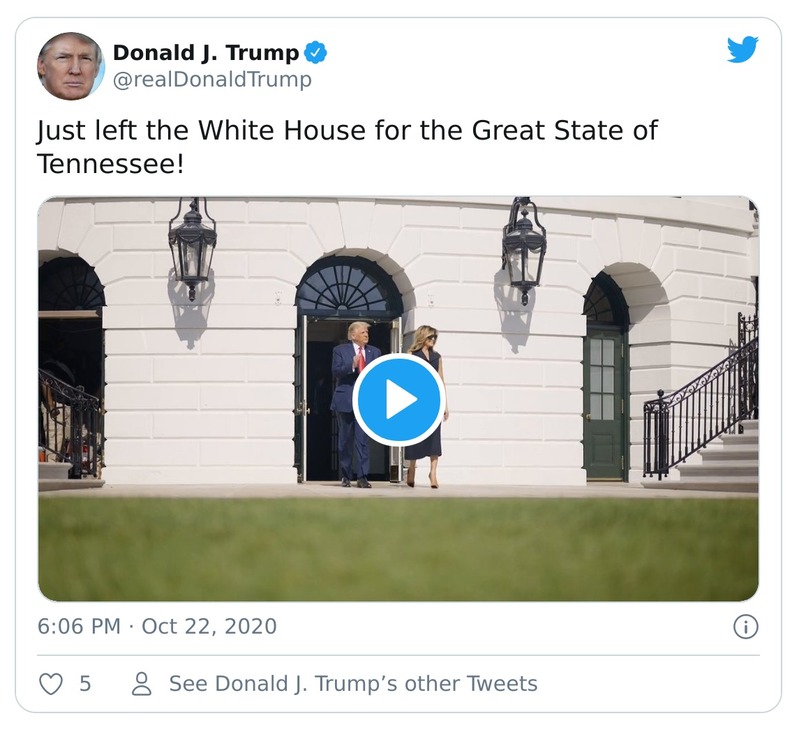 Donald J. Trump
@realDonaldTrump
Just left the White House for the Great State of
Tennessee!
6:06 PM · Oct 22, 2020
5
See Donald J. Trump’s other Tweets